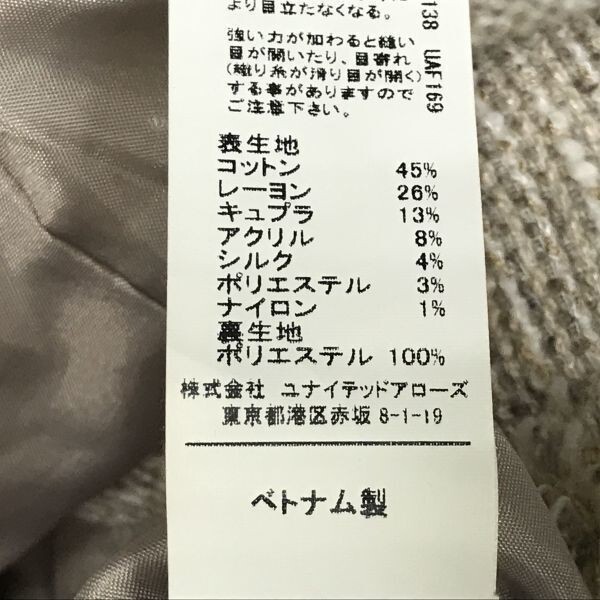 より目立たなくなる。
強い力が加わると縫い
目が開いたり、目寄れ
(織り糸が滑り目が開く)
する事がありますので
ご注意下さい。
表生地
コットン 45%
レーヨン 26%
キュプラ 13%
アクリル 8%
シルク 4%
ポリエステル 3%
ナイロン 1%
裏生地
ポリエステル 100%
株式会社 ユナイテッドアローズ
東京都港区赤坂 8-1-19
ベトナム製
138 UAF169